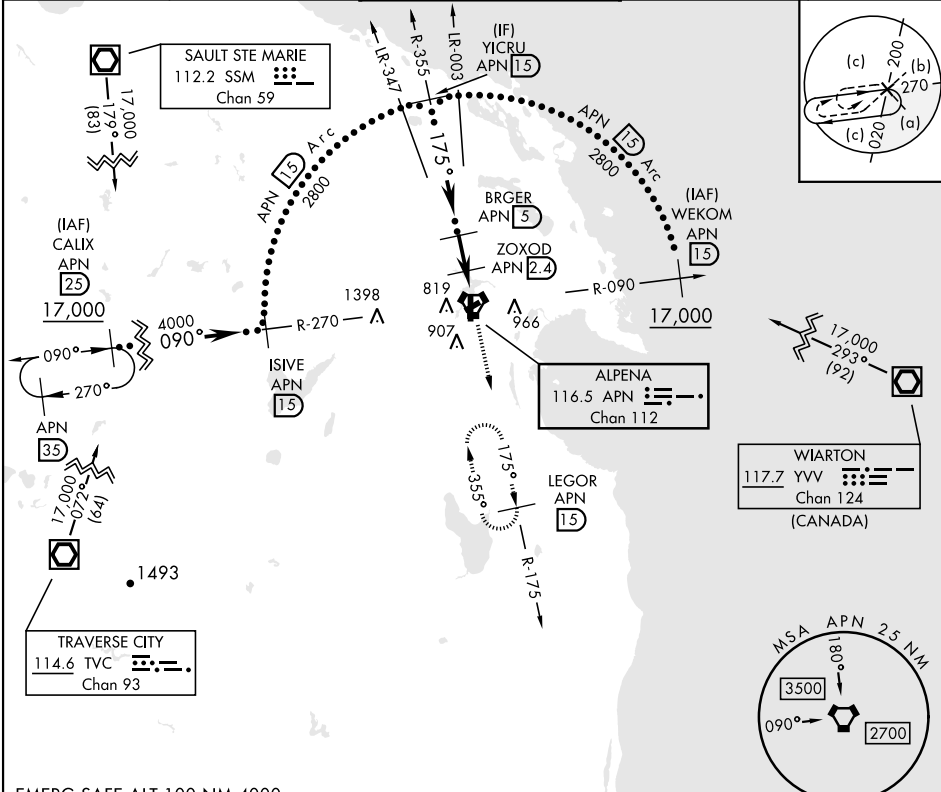 SAULT STE MARIE
112.2 SSM
Chan 59
17,000
179°
(83)
LR-347
R-355
LR-003
(IF)
YICRU
APN 15
(c)
200
(b)
270
(a)
(c)
020
APN 15 Arc
2800
175°
APN 15 Arc
2800
BRGER
APN 5
ZOXOD
APN 2.4
(IAF)
WEKOM
APN
15
R-090
17,000
(IAF)
CALIX
APN
25
17,000
4000
090°
R-270
1398
819
907
966
090°
270°
ISIVE
APN
15
APN
35
17,000
072°
(64)
ALPENA
116.5 APN
Chan 112
17,000
293°
(92)
WIARTON
117.7 YVV
Chan 124
(CANADA)
175°
355°
LEGOR
APN
15
R-175
1493
TRAVERSE CITY
114.6 TVC
Chan 93
MSA APN 25 NM
180°
3500
090°
2700
EMERG SAFE ALT 100 NM 4000